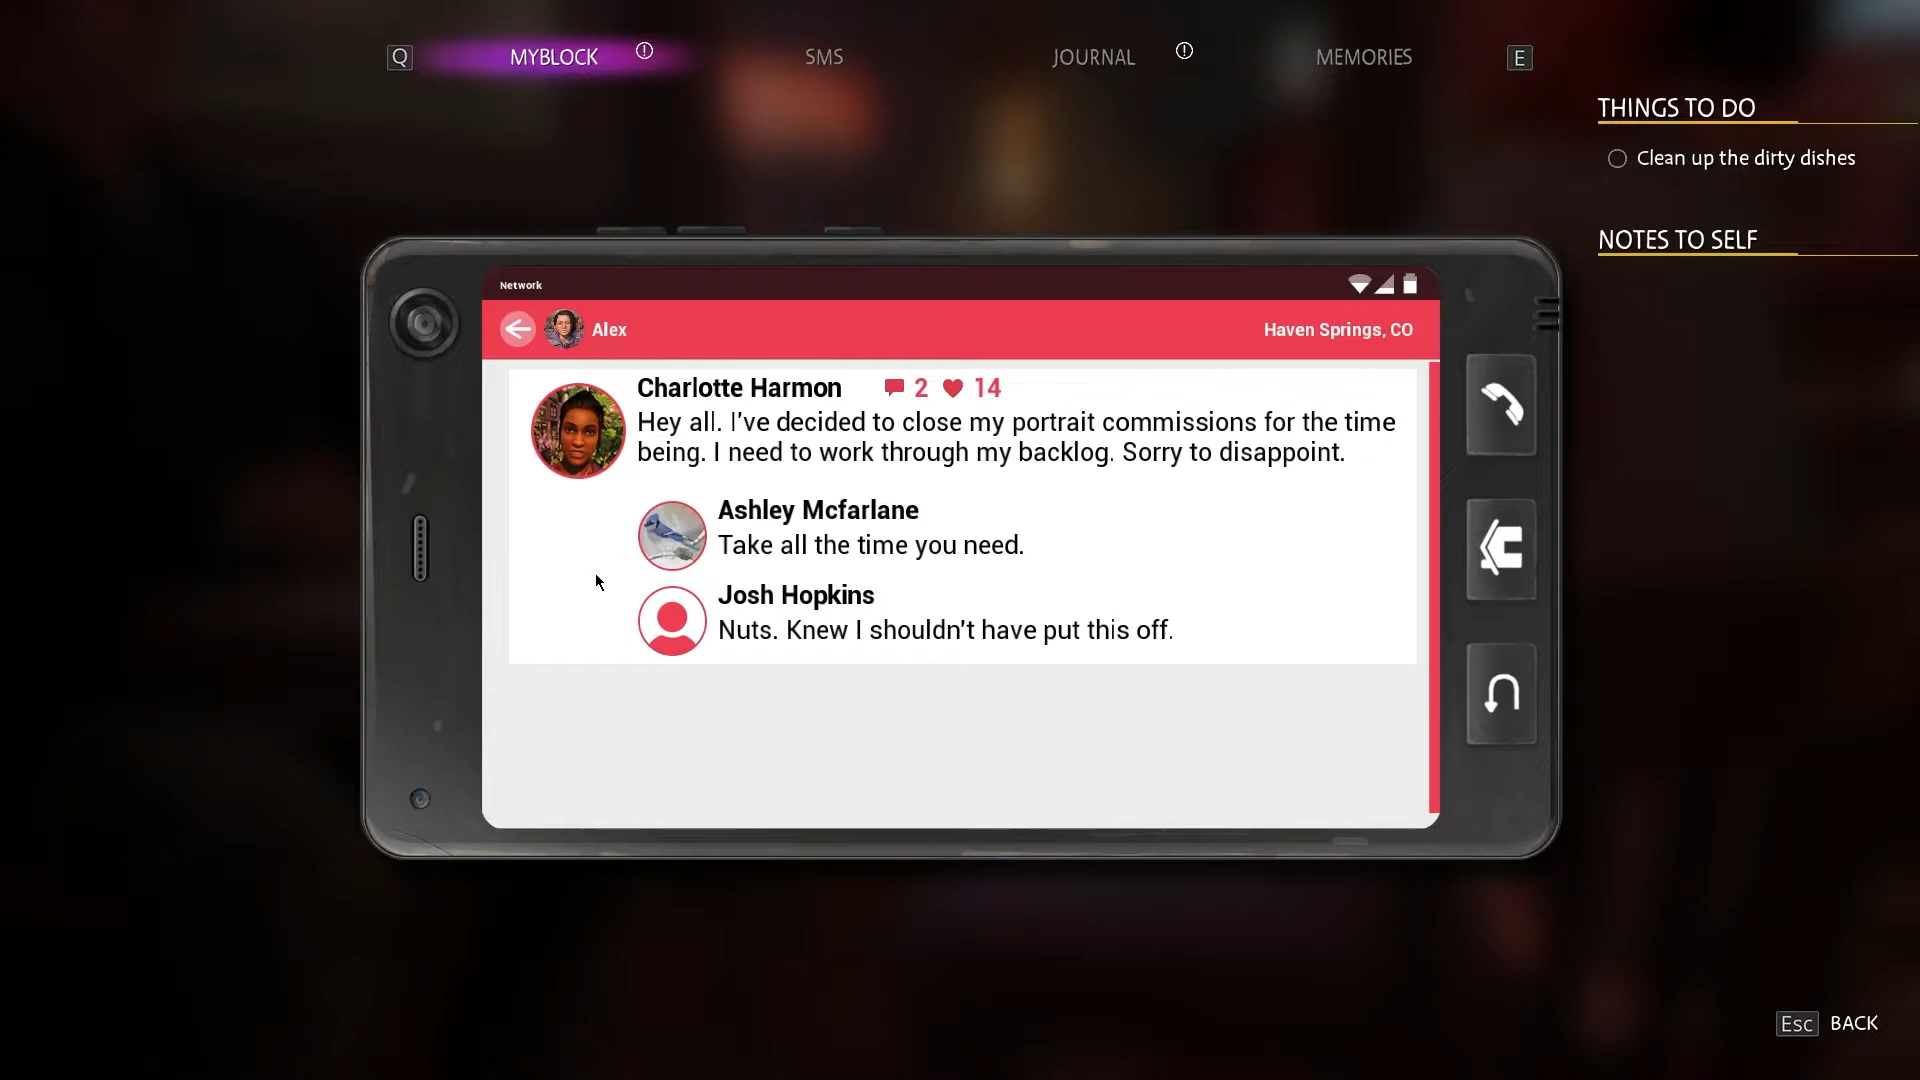 Q
MYBLOCK
SMS
JOURNAL
MEMORIES
E
THINGS TO DO
Clean up the dirty dishes
NOTES TO SELF
Network
Alex
Haven Springs, CO
Charlotte Harmon 2 14
Hey all. I've decided to close my portrait commissions for the time
being. I need to work through my backlog. Sorry to disappoint.
Ashley Mcfarlane
Take all the time you need.
Josh Hopkins
Nuts. Knew I shouldn't have put this off.
Esc BACK